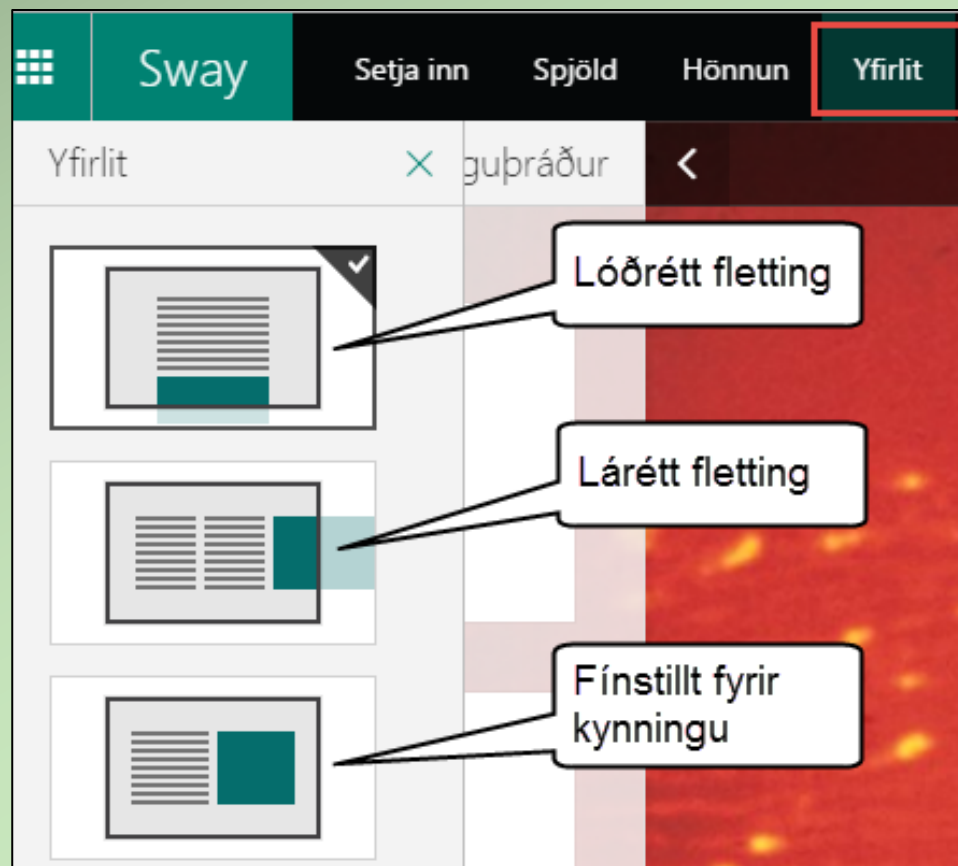 Sway Setja inn Spjöld Hönnun Yfirlit
Yfirlit guþráður
Lóðrétt fletting
Lárétt fletting
Fínstillt fyrir
kynningu